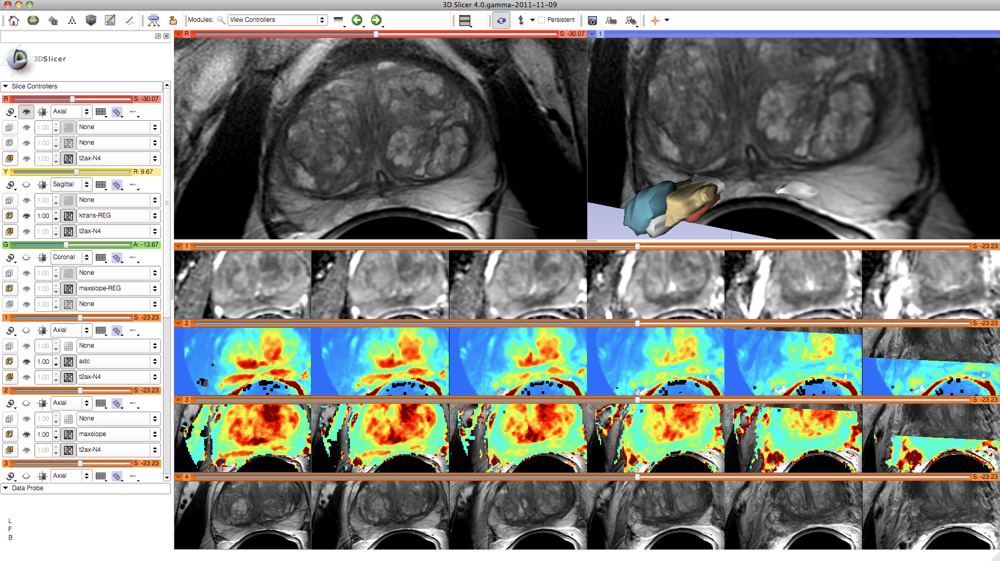 3D Slicer 4.0.gamma-2011-11-09
Modules: View Controllers Persistent
3DSlicer
Slice Controllers
R S: -30.07
Axial
1.00 None
1.00 None
B 1.00 t2ax-N4
Y R: 9.67
Sagittal
1.00 None
F 1.00 ktrans-REG
B 1.00 t2ax-N4
G A: -13.67
Coronal
1.00 None
F 1.00 maxslope-REG
1.00 None
1 S: -23.23
Axial
1.00 None
F 1.00 adc
B 1.00 t2ax-N4
2 S: -23.23
Axial
1.00 None
F 1.00 maxslope
B 1.00 t2ax-N4
3 S: -23.23
Axial
Data Probe
L
F
B
R S: -30.07
1
1 S: -23.23
2 S: -23.23
3 S: -23.23
4 S: -23.23